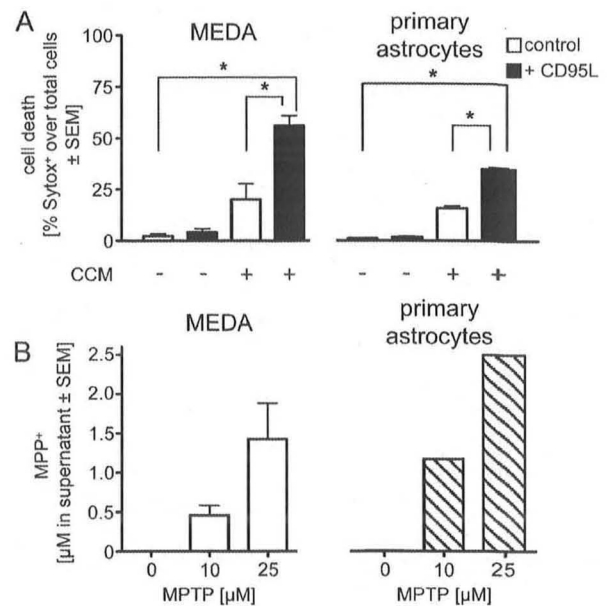 A
MEDA
primary
astrocytes
control
+ CD95L
cell death
[% Sytox+ over total cells
± SEM]
100
75
50
25
0
*
*
*
*
CCM - - + + - - + +
B
MEDA
primary
astrocytes
MPP+
[µM in supernatant ± SEM]
2.5
2.0
1.5
1.0
0.5
0
0 10 25 0 10 25
MPTP [µM] MPTP [µM]